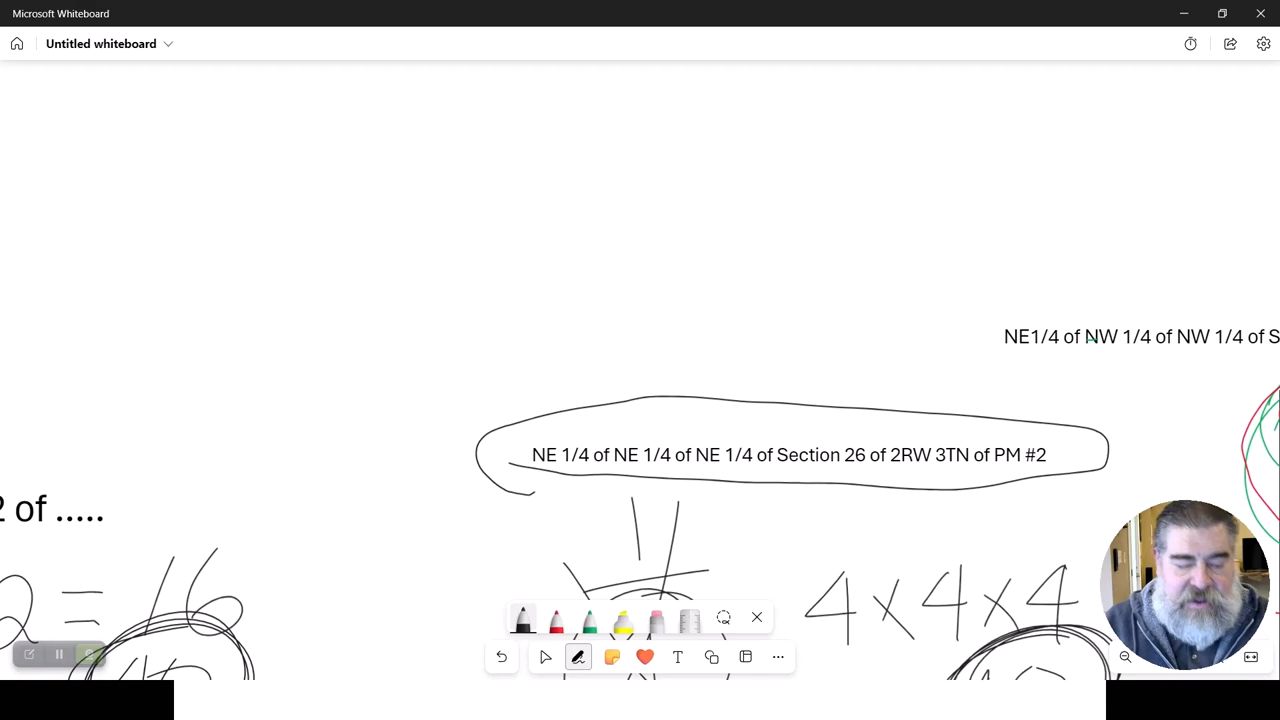 Microsoft Whiteboard
Untitled whiteboard
NE1/4 of NW 1/4 of NW 1/4 of S
NE 1/4 of NE 1/4 of NE 1/4 of Section 26 of 2RW 3TN of PM #2
2 of .....
2 = 16
4 x 4 x 4